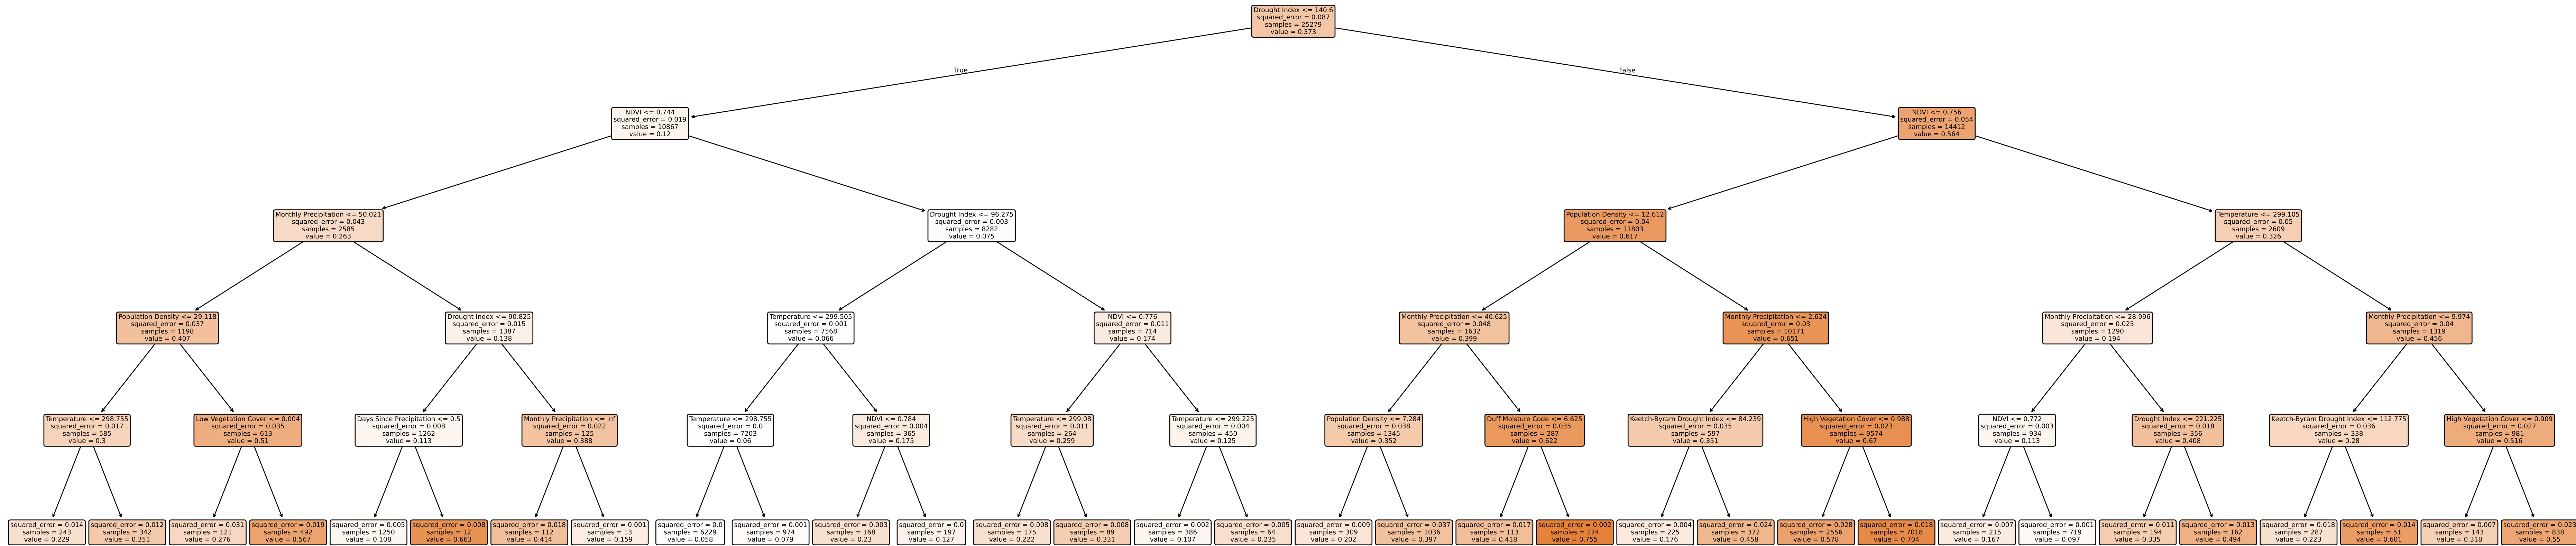 Drought Index <= 140.6
squared_error = 0.087
samples = 25279
value = 0.373
True
False
NDVI <= 0.744
squared_error = 0.019
samples = 10867
value = 0.12
NDVI <= 0.756
squared_error = 0.054
samples = 14412
value = 0.564
Monthly Precipitation <= 50.021
squared_error = 0.043
samples = 2585
value = 0.263
Drought Index <= 96.275
squared_error = 0.003
samples = 8282
value = 0.075
Population Density <= 12.612
squared_error = 0.04
samples = 11803
value = 0.617
Temperature <= 299.105
squared_error = 0.05
samples = 2609
value = 0.326
Population Density <= 29.118
squared_error = 0.037
samples = 1198
value = 0.407
Drought Index <= 90.825
squared_error = 0.015
samples = 1387
value = 0.138
Temperature <= 299.505
squared_error = 0.001
samples = 7568
value = 0.066
NDVI <= 0.776
squared_error = 0.011
samples = 714
value = 0.174
Monthly Precipitation <= 40.625
squared_error = 0.048
samples = 1632
value = 0.399
Monthly Precipitation <= 2.624
squared_error = 0.03
samples = 10171
value = 0.651
Monthly Precipitation <= 28.996
squared_error = 0.025
samples = 1290
value = 0.194
Monthly Precipitation <= 9.974
squared_error = 0.04
samples = 1319
value = 0.456
Temperature <= 298.755
squared_error = 0.017
samples = 585
value = 0.3
Low Vegetation Cover <= 0.004
squared_error = 0.035
samples = 613
value = 0.51
Days Since Precipitation <= 0.5
squared_error = 0.008
samples = 1262
value = 0.113
Monthly Precipitation <= inf
squared_error = 0.022
samples = 125
value = 0.388
Temperature <= 298.755
squared_error = 0.0
samples = 7203
value = 0.06
NDVI <= 0.784
squared_error = 0.004
samples = 365
value = 0.175
Temperature <= 299.08
squared_error = 0.011
samples = 264
value = 0.259
Temperature <= 299.225
squared_error = 0.004
samples = 450
value = 0.125
Population Density <= 7.284
squared_error = 0.038
samples = 1345
value = 0.352
Duff Moisture Code <= 6.625
squared_error = 0.035
samples = 287
value = 0.622
Keetch-Byram Drought Index <= 84.239
squared_error = 0.035
samples = 597
value = 0.351
High Vegetation Cover <= 0.988
squared_error = 0.023
samples = 9574
value = 0.67
NDVI <= 0.772
squared_error = 0.003
samples = 934
value = 0.113
Drought Index <= 221.225
squared_error = 0.018
samples = 356
value = 0.408
Keetch-Byram Drought Index <= 112.775
squared_error = 0.036
samples = 338
value = 0.28
High Vegetation Cover <= 0.909
squared_error = 0.027
samples = 981
value = 0.516
squared_error = 0.014
samples = 243
value = 0.229
squared_error = 0.012
samples = 342
value = 0.351
squared_error = 0.031
samples = 121
value = 0.276
squared_error = 0.019
samples = 492
value = 0.567
squared_error = 0.005
samples = 1250
value = 0.108
squared_error = 0.008
samples = 12
value = 0.663
squared_error = 0.018
samples = 112
value = 0.414
squared_error = 0.001
samples = 13
value = 0.159
squared_error = 0.0
samples = 6229
value = 0.058
squared_error = 0.001
samples = 974
value = 0.079
squared_error = 0.003
samples = 168
value = 0.23
squared_error = 0.0
samples = 197
value = 0.127
squared_error = 0.008
samples = 175
value = 0.222
squared_error = 0.008
samples = 89
value = 0.331
squared_error = 0.002
samples = 386
value = 0.107
squared_error = 0.005
samples = 64
value = 0.235
squared_error = 0.009
samples = 309
value = 0.202
squared_error = 0.037
samples = 1036
value = 0.397
squared_error = 0.017
samples = 113
value = 0.418
squared_error = 0.002
samples = 174
value = 0.755
squared_error = 0.004
samples = 225
value = 0.176
squared_error = 0.024
samples = 372
value = 0.458
squared_error = 0.028
samples = 2556
value = 0.578
squared_error = 0.018
samples = 7018
value = 0.704
squared_error = 0.007
samples = 215
value = 0.167
squared_error = 0.001
samples = 719
value = 0.097
squared_error = 0.011
samples = 194
value = 0.335
squared_error = 0.013
samples = 162
value = 0.494
squared_error = 0.018
samples = 287
value = 0.223
squared_error = 0.014
samples = 51
value = 0.601
squared_error = 0.007
samples = 143
value = 0.318
squared_error = 0.023
samples = 838
value = 0.55